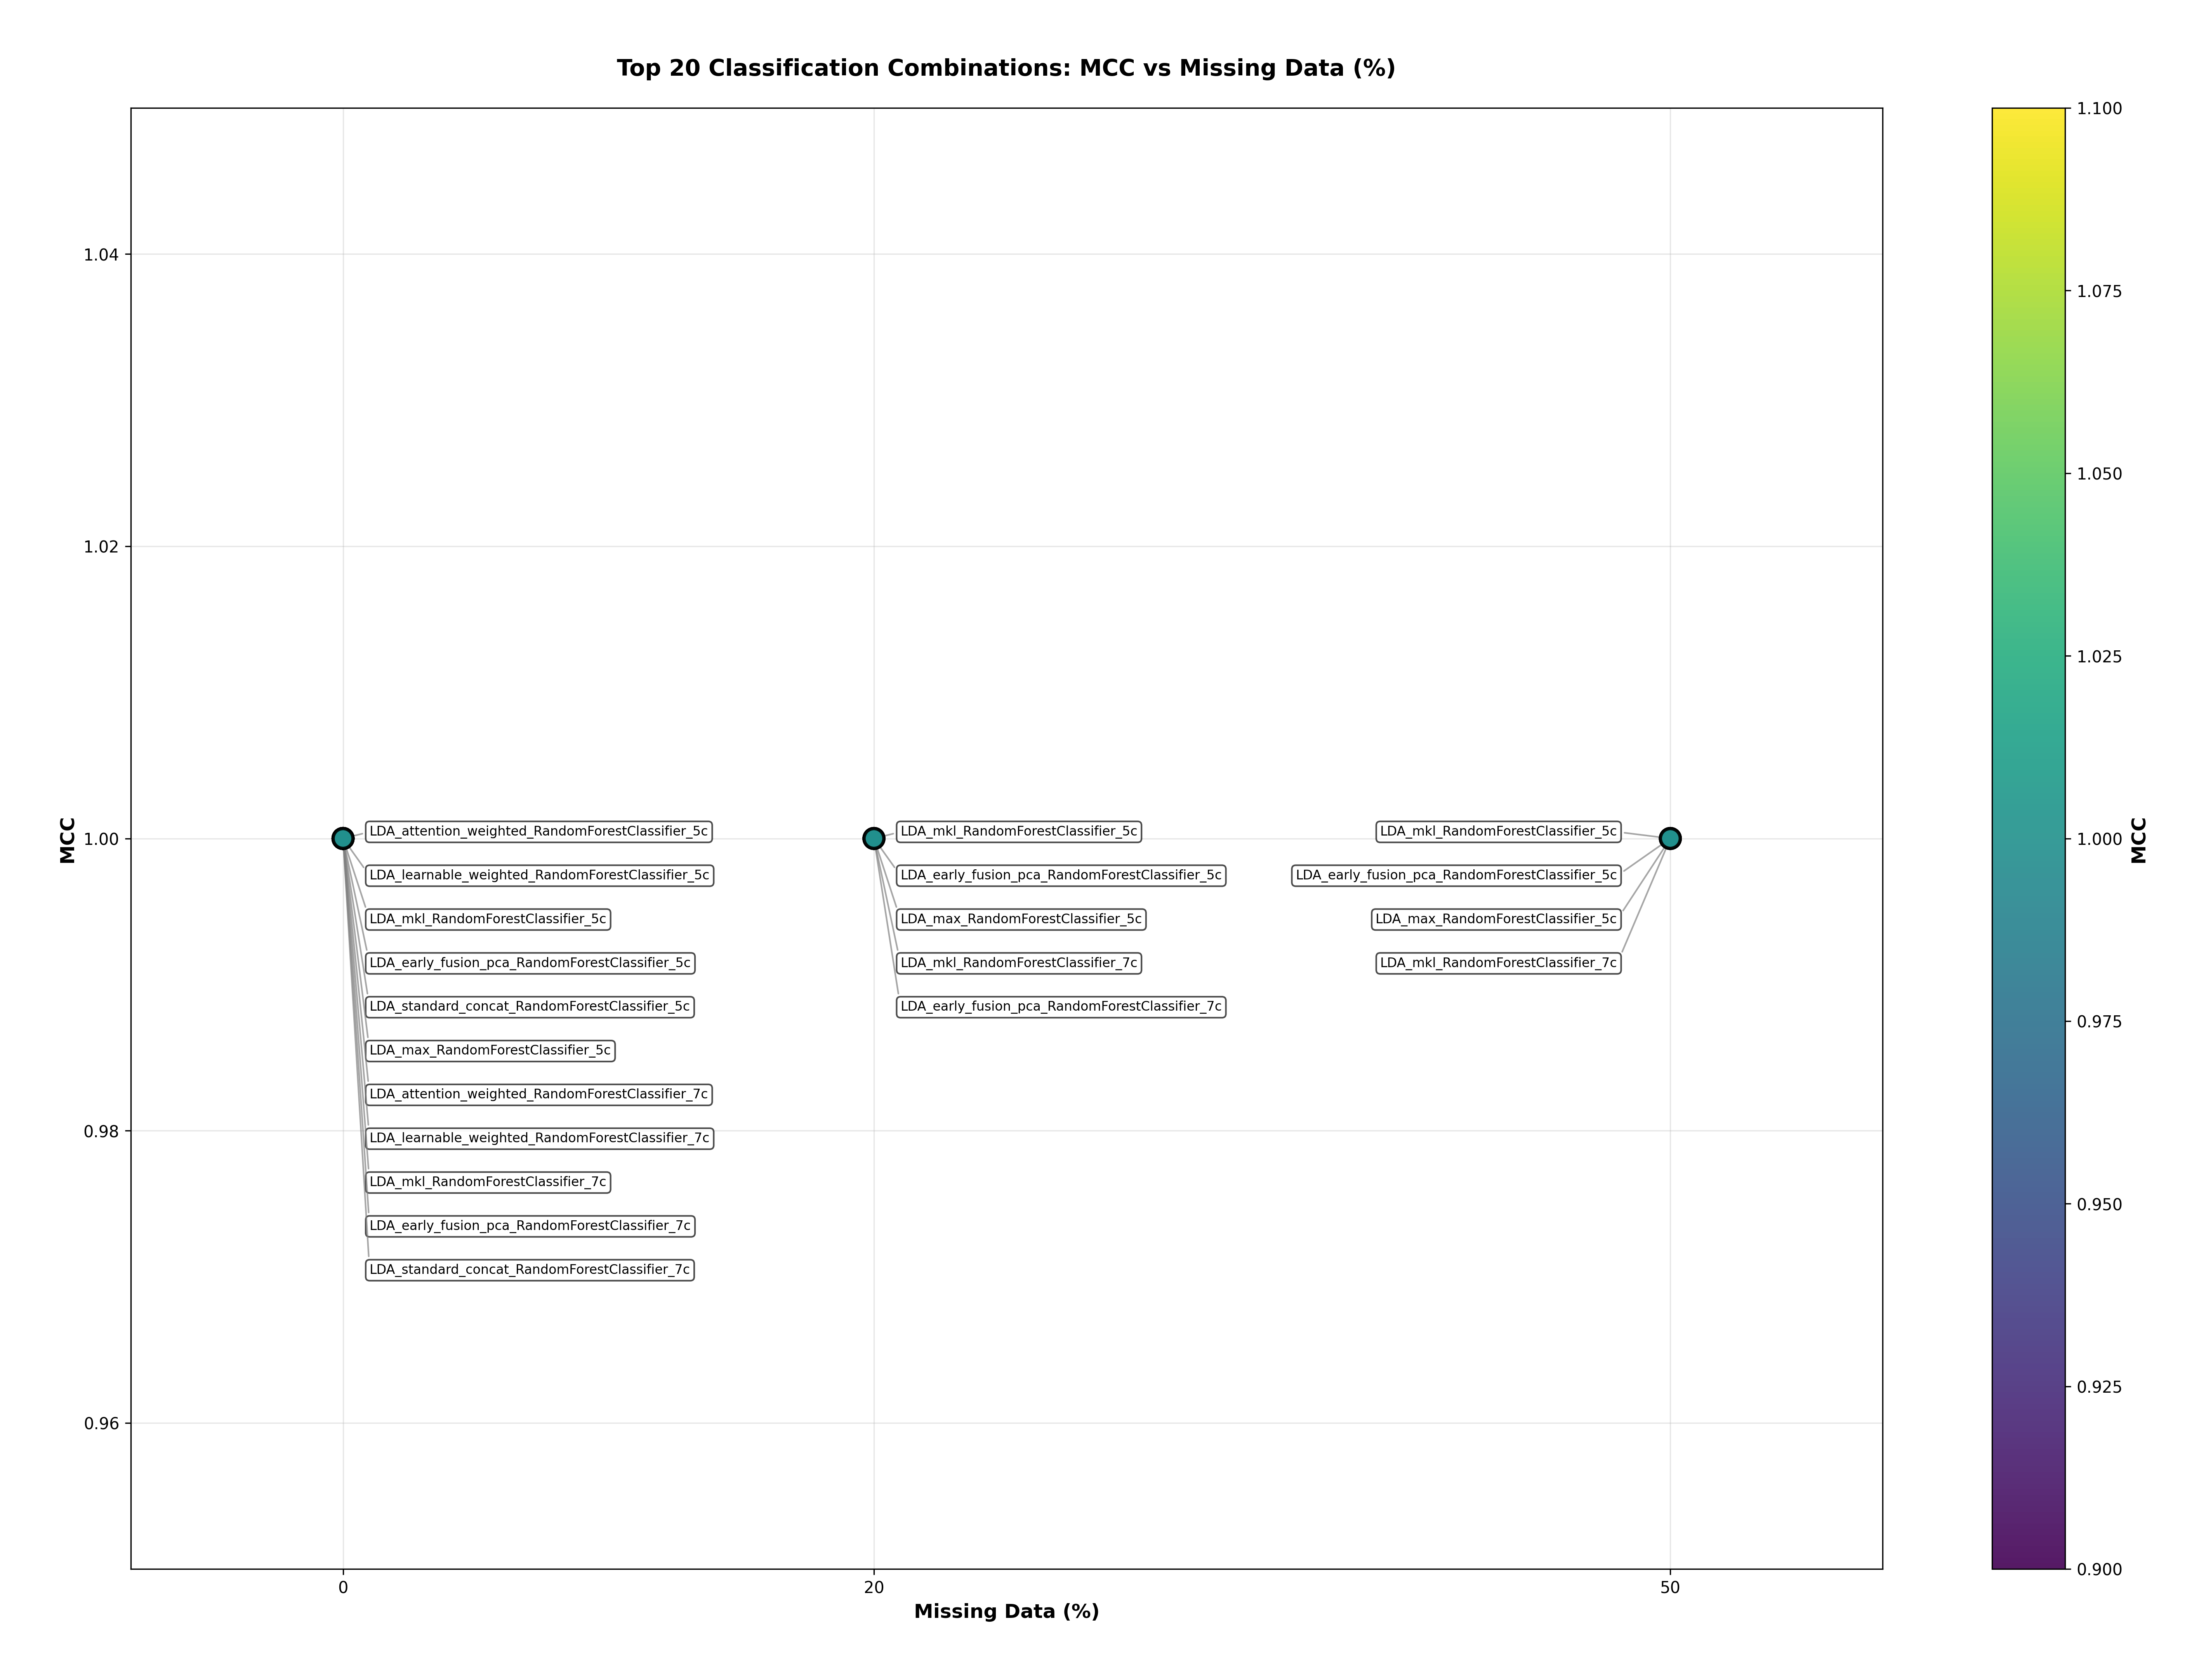 Top 20 Classification Combinations: MCC vs Missing Data (%)
MCC
1.04
1.02
1.00
0.98
0.96
LDA_attention_weighted_RandomForestClassifier_5c
LDA_learnable_weighted_RandomForestClassifier_5c
LDA_mkl_RandomForestClassifier_5c
LDA_early_fusion_pca_RandomForestClassifier_5c
LDA_standard_concat_RandomForestClassifier_5c
LDA_max_RandomForestClassifier_5c
LDA_attention_weighted_RandomForestClassifier_7c
LDA_learnable_weighted_RandomForestClassifier_7c
LDA_mkl_RandomForestClassifier_7c
LDA_early_fusion_pca_RandomForestClassifier_7c
LDA_standard_concat_RandomForestClassifier_7c
LDA_mkl_RandomForestClassifier_5c
LDA_early_fusion_pca_RandomForestClassifier_5c
LDA_max_RandomForestClassifier_5c
LDA_mkl_RandomForestClassifier_7c
LDA_early_fusion_pca_RandomForestClassifier_7c
LDA_mkl_RandomForestClassifier_5c
LDA_early_fusion_pca_RandomForestClassifier_5c
LDA_max_RandomForestClassifier_5c
LDA_mkl_RandomForestClassifier_7c
0
20
50
Missing Data (%)
1.100
1.075
1.050
1.025
1.000
0.975
0.950
0.925
0.900
MCC